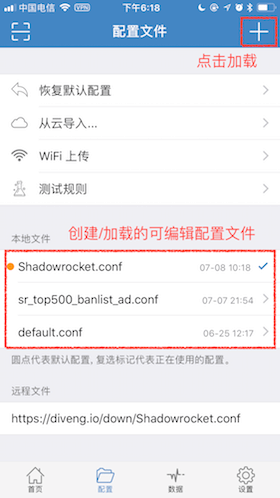 中国电信 VPN 下午6:18
配置文件
点击加载
恢复默认配置
从云导入...
WiFi 上传
测试规则
本地文件
创建/加载的可编辑配置文件
Shadowrocket.conf 07-08 10:18
sr_top500_banlist_ad.conf 07-07 21:54
default.conf 06-25 12:17
圆点代表默认配置,复选标记代表正在使用的配置。
远程文件
https://diveng.io/down/Shadowrocket.conf
首页 配置 数据 设置